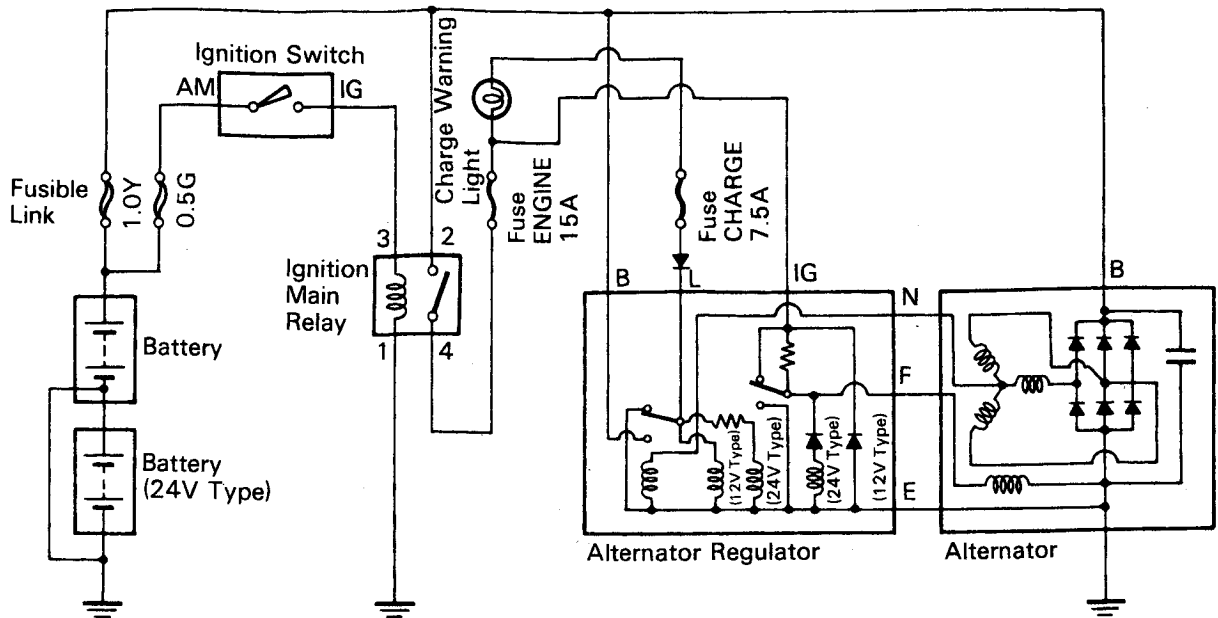 Ignition Switch
AM
IG
Charge Warning
Light
Fusible
Link
1.0Y
0.5G
Fuse
ENGINE
15A
Fuse
CHARGE
7.5A
3
2
Ignition
Main
Relay
1
4
B
L
IG
N
B
F
E
Battery
Battery
(24V Type)
(12V Type)
(24V Type)
(24V Type)
(12V Type)
Alternator Regulator
Alternator